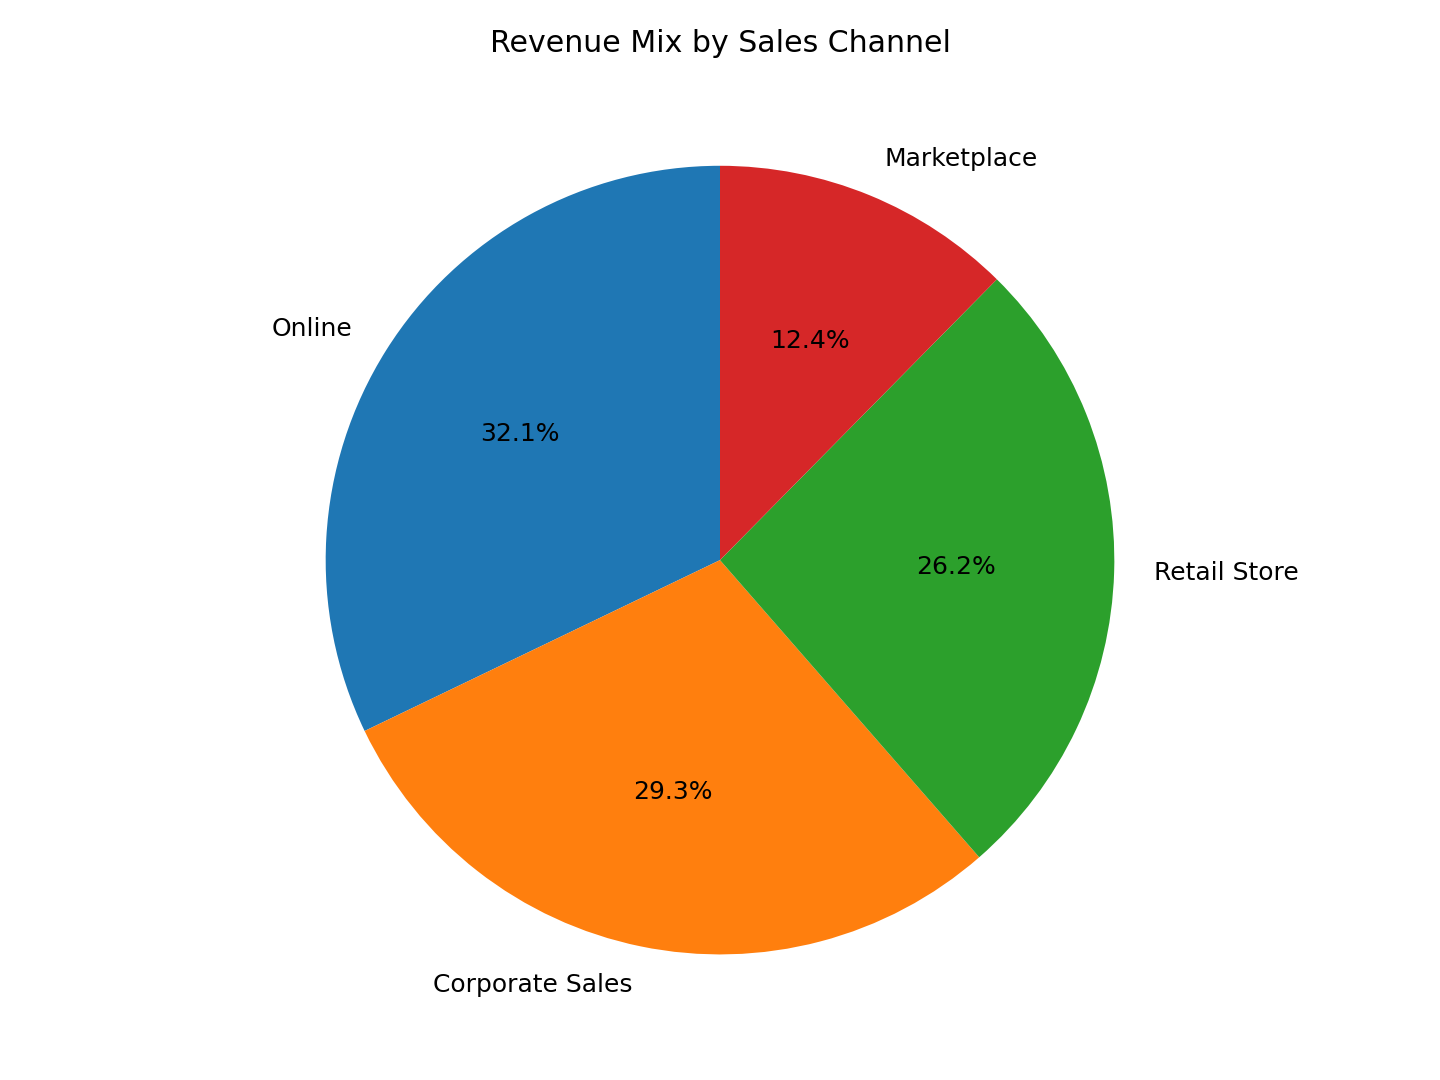 Revenue Mix by Sales Channel
Marketplace
Online
12.4%
32.1%
26.2%
Retail Store
29.3%
Corporate Sales